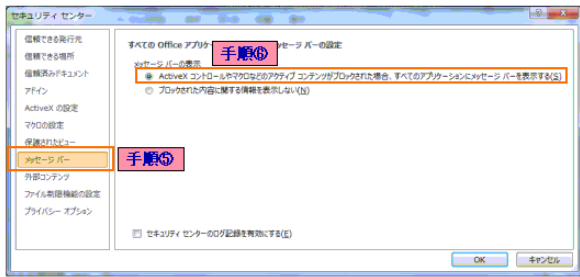 セキュリティ センター
信頼できる発行元
信頼できる場所
信頼済みドキュメント
アドイン
ActiveX の設定
マクロの設定
保護されたビュー
メッセージ バー
外部コンテンツ
ファイル制限機能の設定
プライバシー オプション
手順⑤
すべての Office アプリケ
ッセージ バーの設定
手順⑥
メッセージ バーの表示
ActiveX コントロールやマクロなどのアクティブ コンテンツがブロックされた場合、すべてのアプリケーションにメッセージ バーを表示する(S)
ブロックされた内容に関する情報を表示しない(N)
セキュリティ センターのログ記録を有効にする(E)
OK
キャンセル